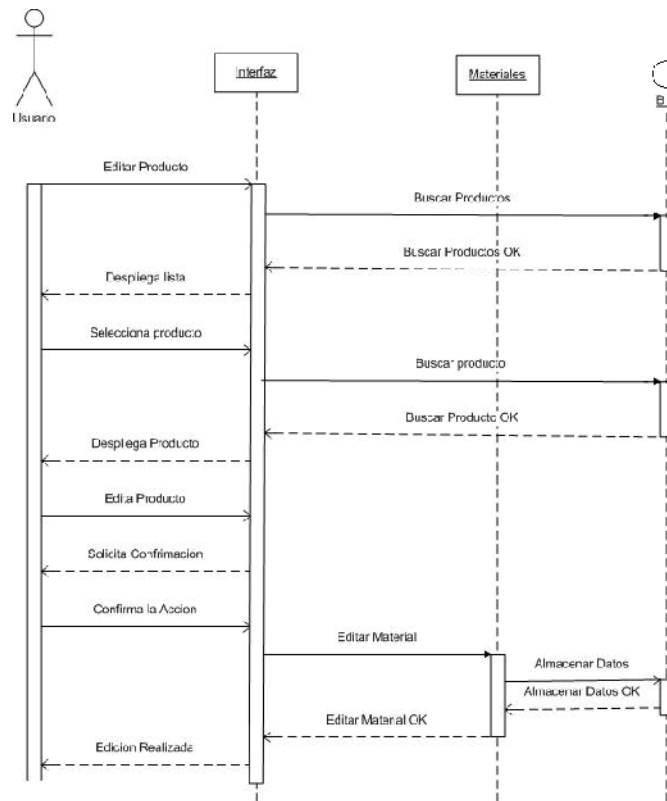 Usuario
Interfaz
Materiales
B
Editar Producto
Buscar Productos
Buscar Productos OK
Despliega lista
Selecciona producto
Buscar producto
Buscar Producto OK
Despliega Producto
Edita Producto
Solicita Confrimacion
Confirma la Accion
Editar Material
Almacenar Datos
Almacenar Datos OK
Editar Material OK
Edicion Realizada